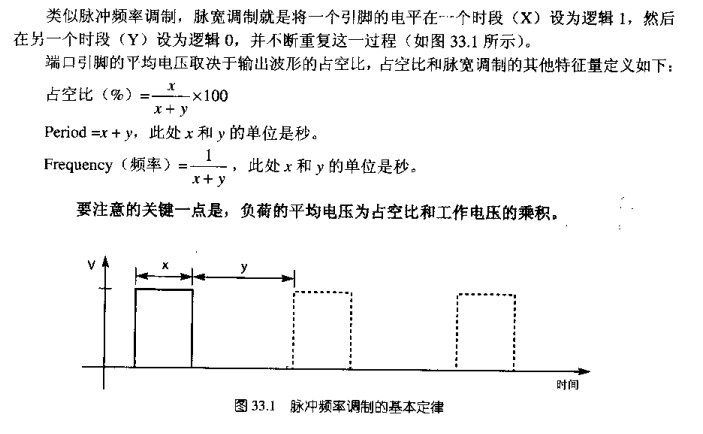 类似脉冲频率调制，脉宽调制就是将一个引脚的电平在一个时段（X）设为逻辑 1，然后
在另一个时段（Y）设为逻辑 0，并不断重复这一过程（如图 33.1 所示）。
端口引脚的平均电压取决于输出波形的占空比，占空比和脉宽调制的其他特征量定义如下：
占空比（%）= x/(x + y) ×100
Period =x + y，此处 x 和 y 的单位是秒。
Frequency（频率）= 1/(x + y)，此处 x 和 y 的单位是秒。
要注意的关键一点是，负荷的平均电压为占空比和工作电压的乘积。
V x y
时间
图 33.1 脉冲频率调制的基本定律